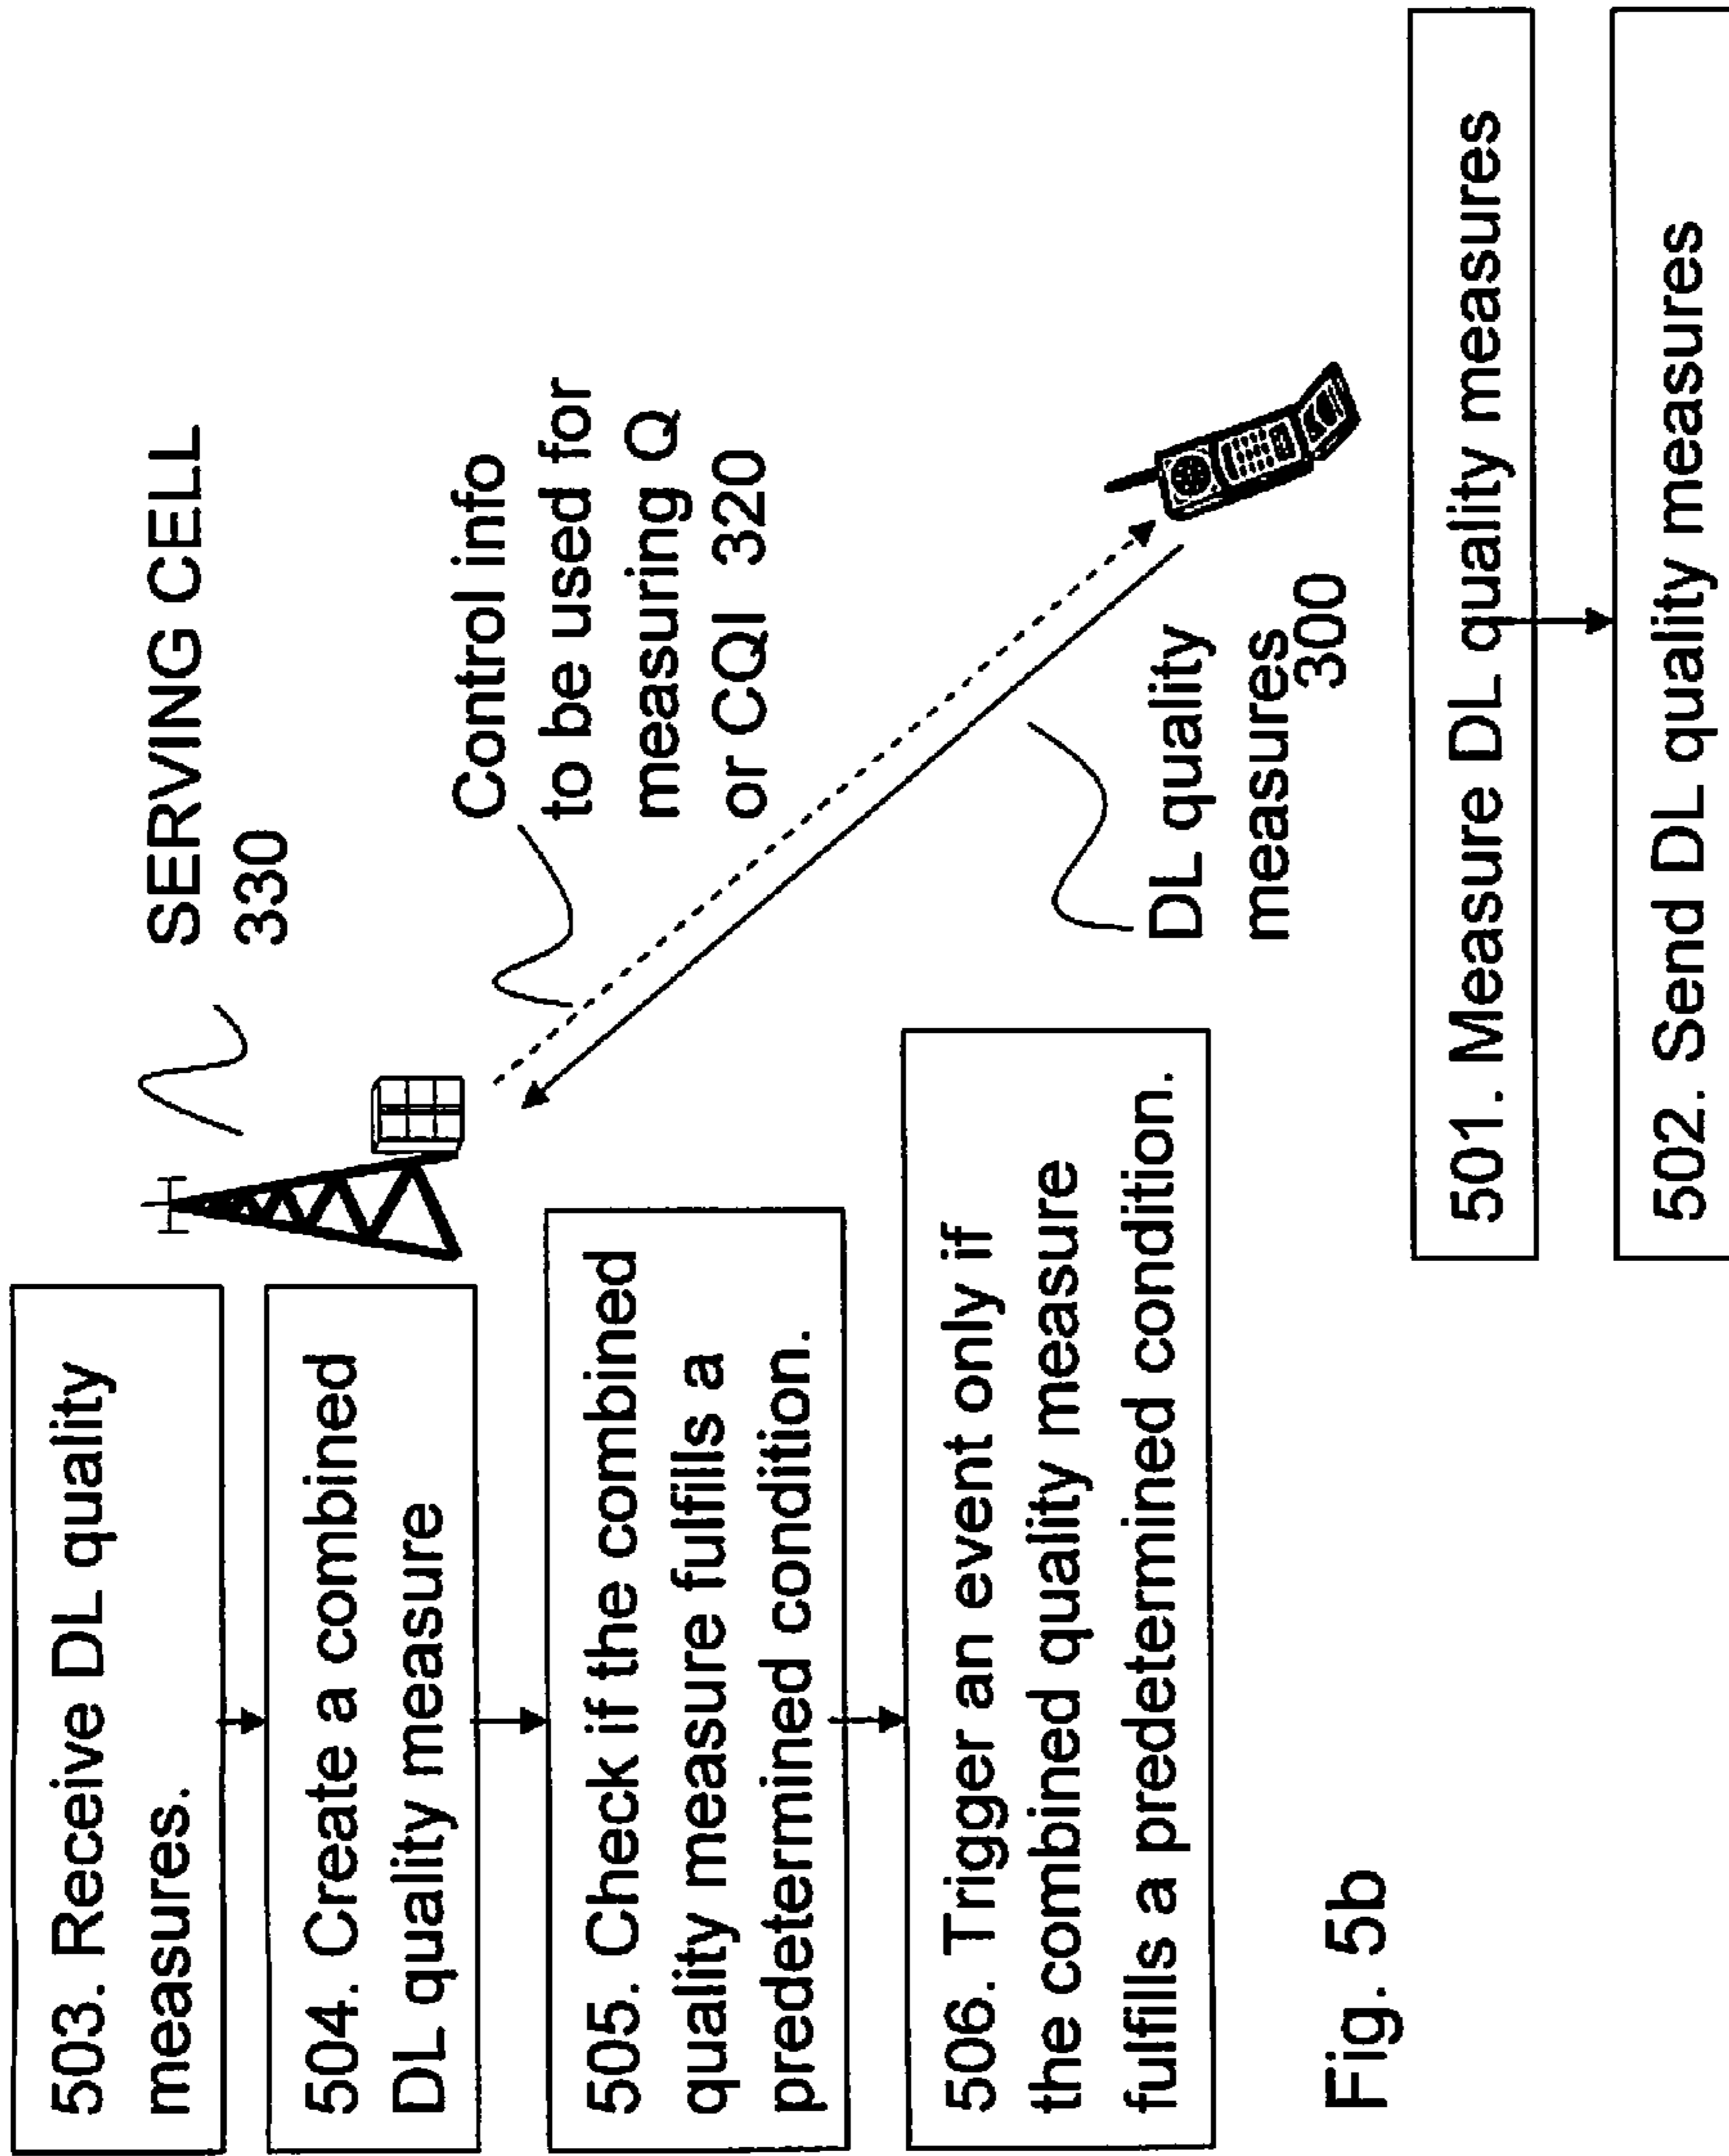 503. Receive DL quality
measures.
504. Create a combined
DL quality measure
505. Check if the combined
quality measure fulfills a
predetermined condition.
506. Trigger an event only if
the combined quality measure
fulfills a predetermined condition.
SERVING CELL
330
Control info
to be used for
measuring Q
or CQI 320
DL quality
measures
300
501. Measure DL quality measures
502. Send DL quality measures
Fig. 5b